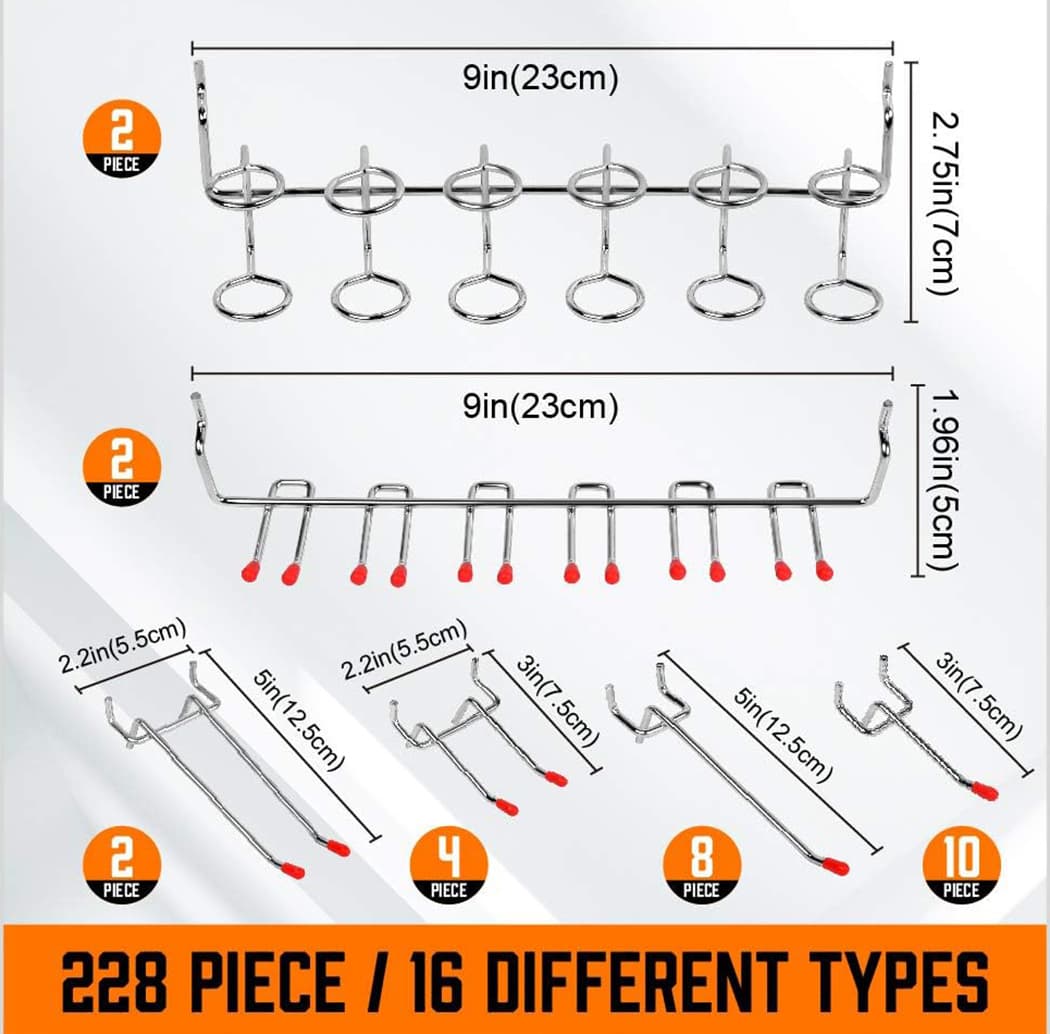 9in(23cm)
2
PIECE
2.75in(7cm)
9in(23cm)
2
PIECE
1.96in(5cm)
2.2in(5.5cm)
5in(12.5cm)
2.2in(5.5cm)
3in(7.5cm)
5in(12.5cm)
3in(7.5cm)
2
PIECE
4
PIECE
8
PIECE
10
PIECE
228 PIECE / 16 DIFFERENT TYPES